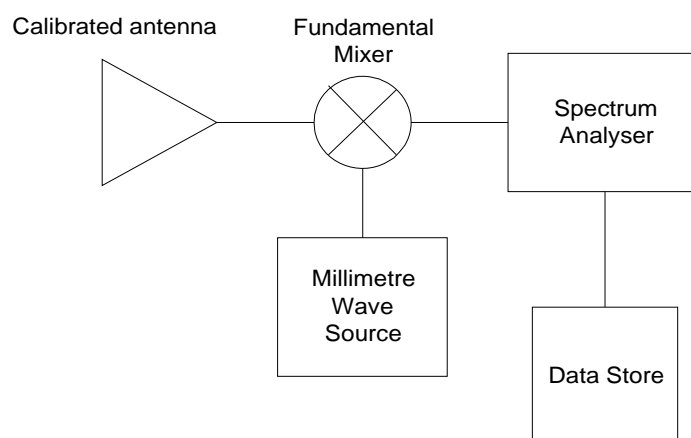 Calibrated antenna
Fundamental
Mixer
Spectrum
Analyser
Millimetre
Wave
Source
Data Store